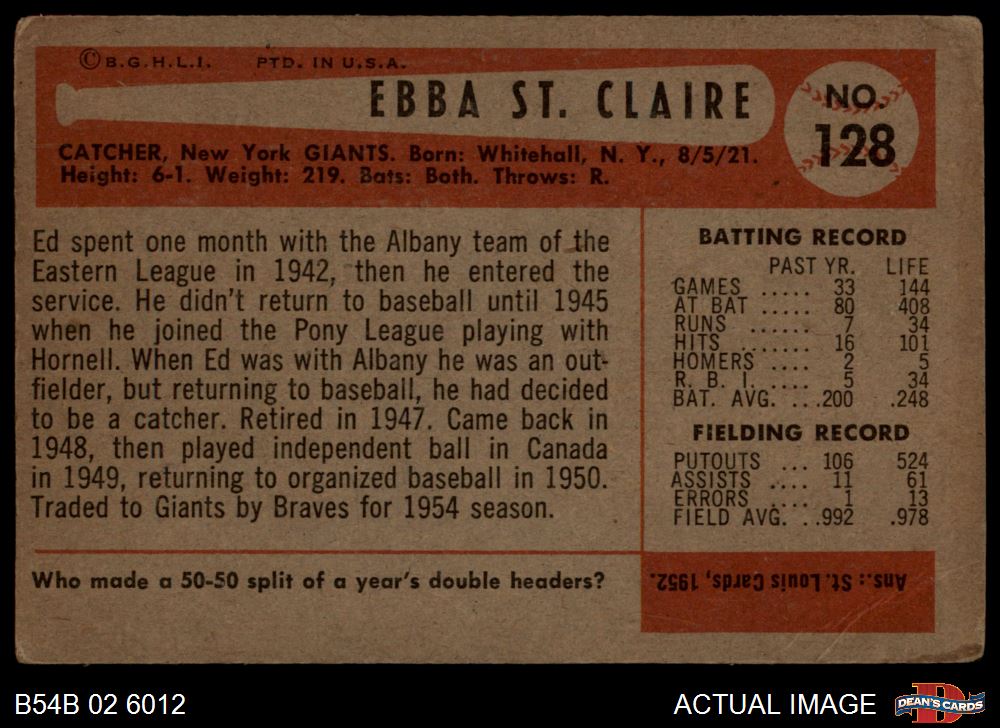 ©B.G.H.L.I. PTD. IN U.S.A.
EBBA ST. CLAIRE
NO.
128
CATCHER, New York GIANTS. Born: Whitehall, N. Y., 8/5/21.
Height: 6-1. Weight: 219. Bats: Both. Throws: R.
Ed spent one month with the Albany team of the
Eastern League in 1942, then he entered the
service. He didn't return to baseball until 1945
when he joined the Pony League playing with
Hornell. When Ed was with Albany he was an out-
fielder, but returning to baseball, he had decided
to be a catcher. Retired in 1947. Came back in
1948, then played independent ball in Canada
in 1949, returning to organized baseball in 1950.
Traded to Giants by Braves for 1954 season.
BATTING RECORD
PAST YR. LIFE
GAMES ..... 33 144
AT BAT ..... 80 408
RUNS ...... 7 34
HITS ........ 16 101
HOMERS ..... 2 5
R. B. I. ..... 5 34
BAT. AVG. ...200 .248
FIELDING RECORD
PUTOUTS ... 106 524
ASSISTS .... 11 61
ERRORS .... 1 13
FIELD AVG. ..992 .978
Who made a 50-50 split of a year's double headers?
Ans.: St. Louis Cards, 1952.
B54B 02 6012
ACTUAL IMAGE
D
DEAN'S CARDS